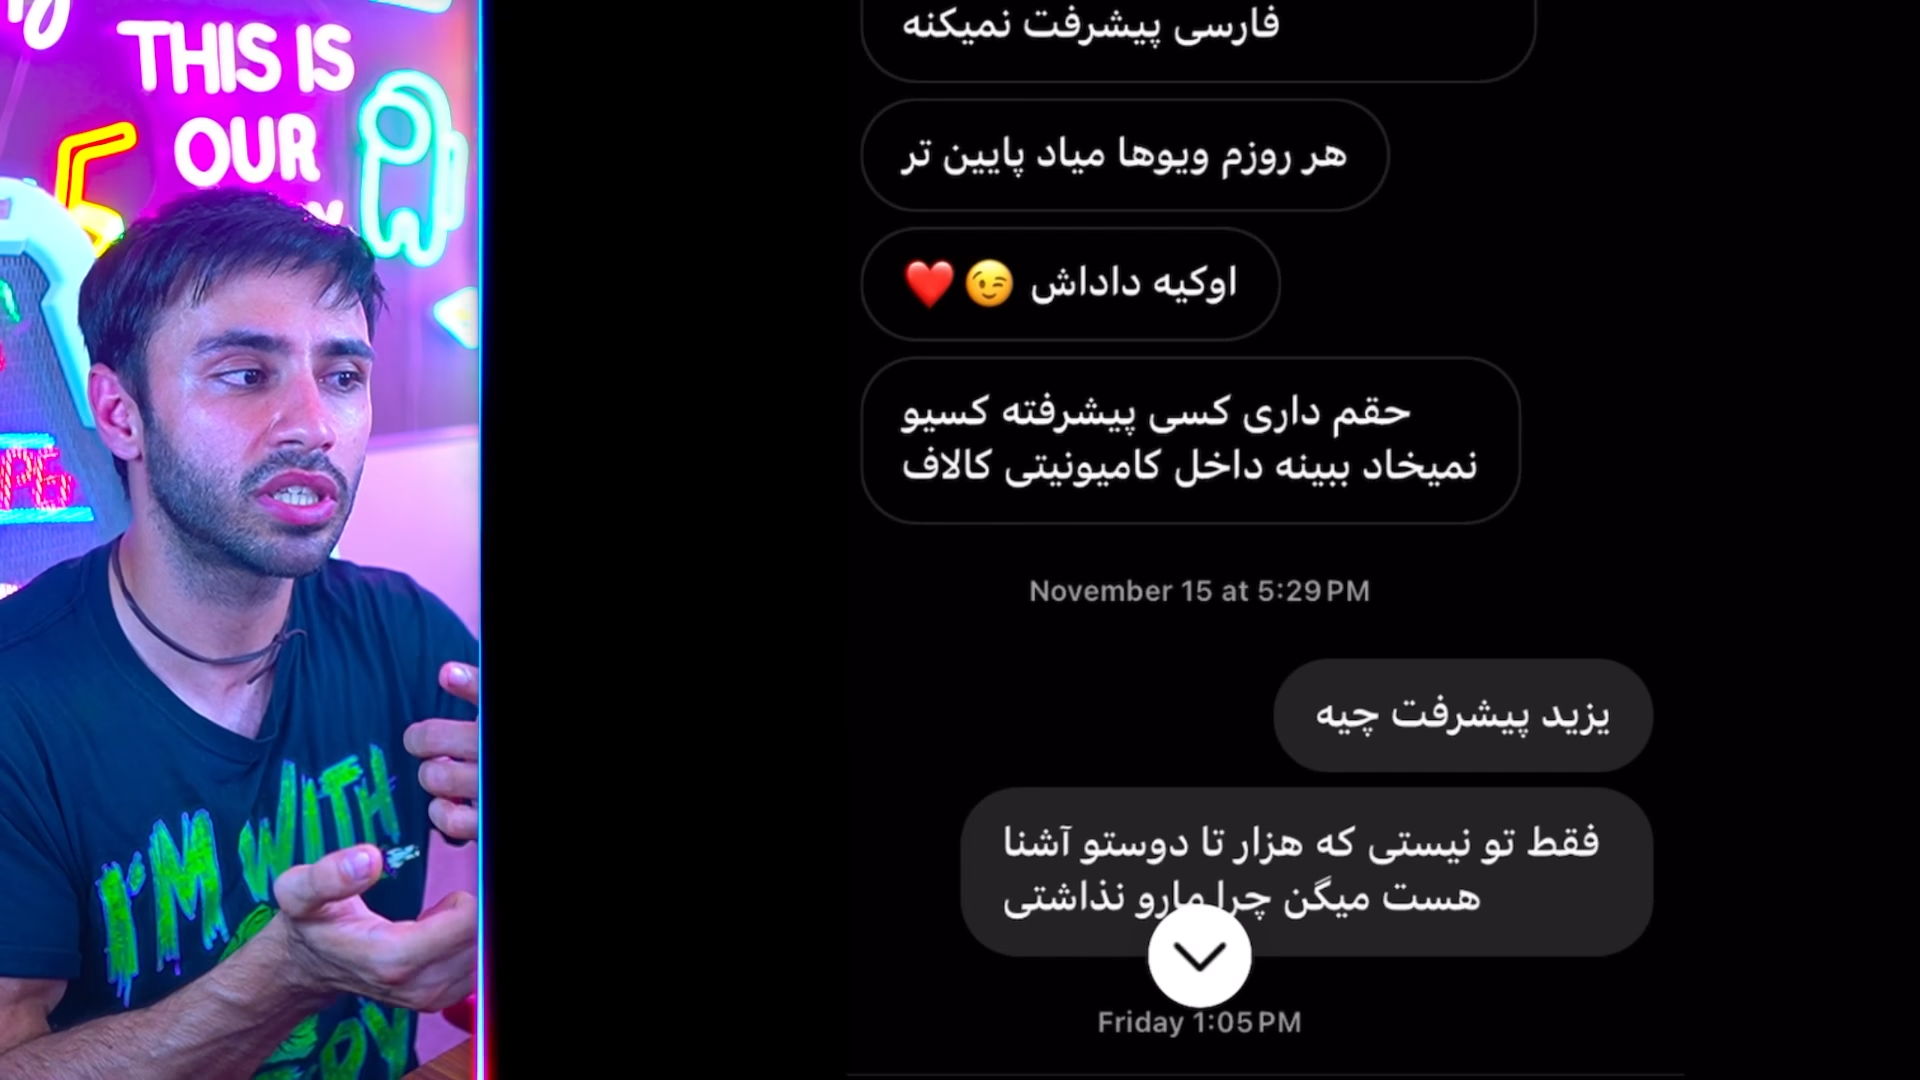 THIS IS
OUR
فارسی پیشرفت نمیکنه
هر روزم ویوها میاد پایین تر
اوکیه داداش 😉❤️
حقم داری کسی پیشرفته کسیو
نمیخاد ببینه داخل کامیونیتی کالاف
November 15 at 5:29 PM
یزید پیشرفت چیه
فقط تو نیستی که هزار تا دوستو آشنا
هست میگن چرا مارو نذاشتی
Friday 1:05 PM
I'M WITH